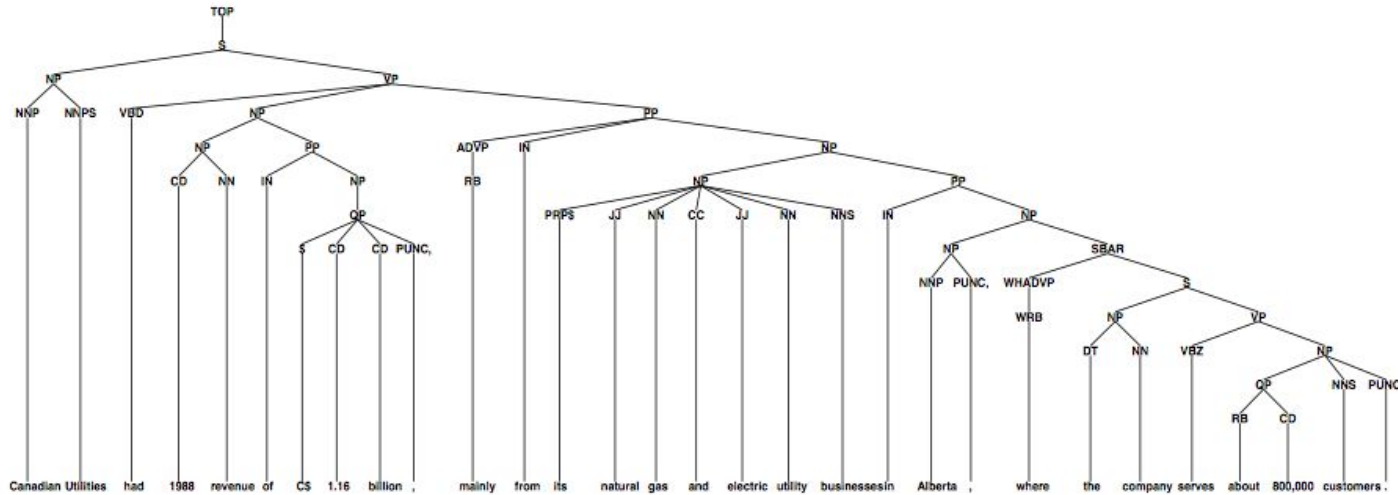 TOP
S
NP VP
NNP NNPS VBD NP PP
NP PP ADVP IN NP
CD NN IN NP RB NP PP
QP PRP$ JJ NN CC JJ NN NNS IN NP
$ CD CD PUNC, NP SBAR
NNP PUNC, WHADVP S
WRB NP VP
DT NN VBZ NP
QP NNS PUNC
RB CD
Canadian Utilities had 1988 revenue of C$ 1.16 billion , mainly from its natural gas and electric utility businesses in Alberta , where the company serves about 800,000 customers .